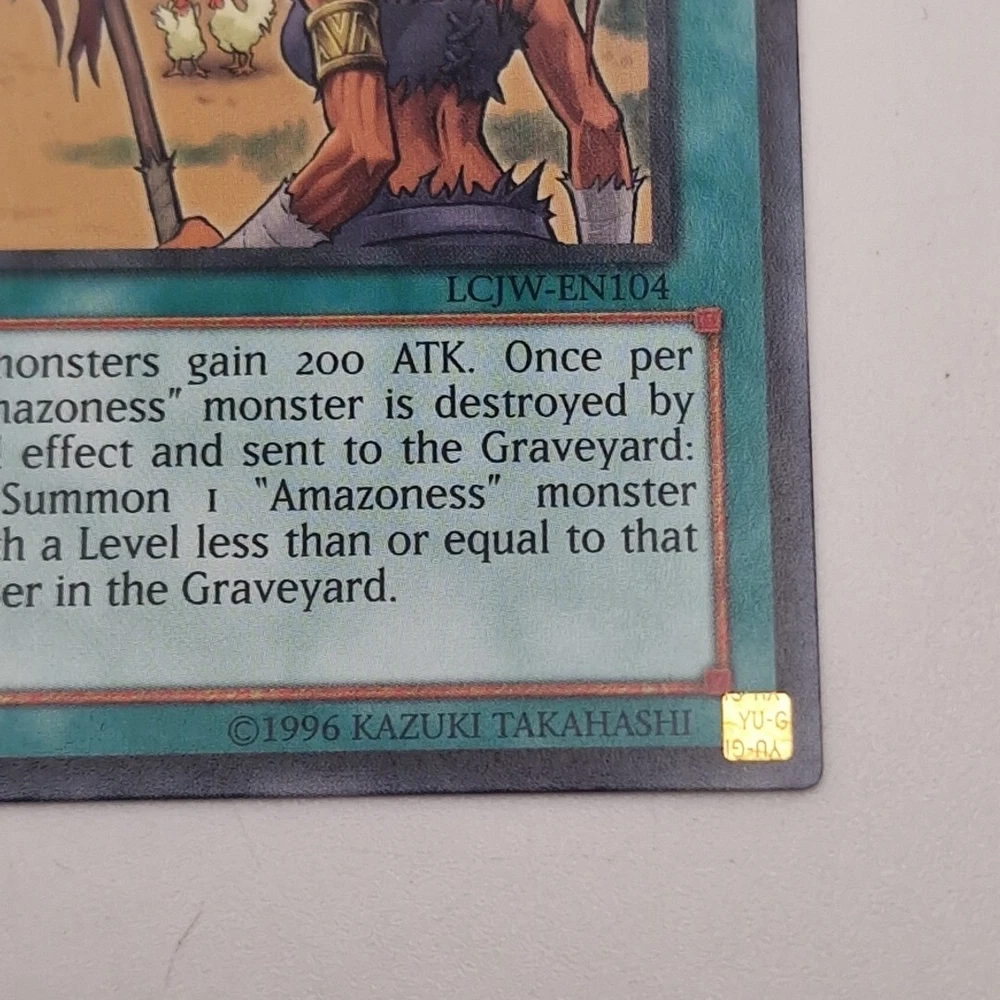 LCJW-EN104
monsters gain 200 ATK. Once per
mazoness" monster is destroyed by
effect and sent to the Graveyard:
Summon 1 "Amazoness" monster
h a Level less than or equal to that
er in the Graveyard.
©1996 KAZUKI TAKAHASHI
YU-G